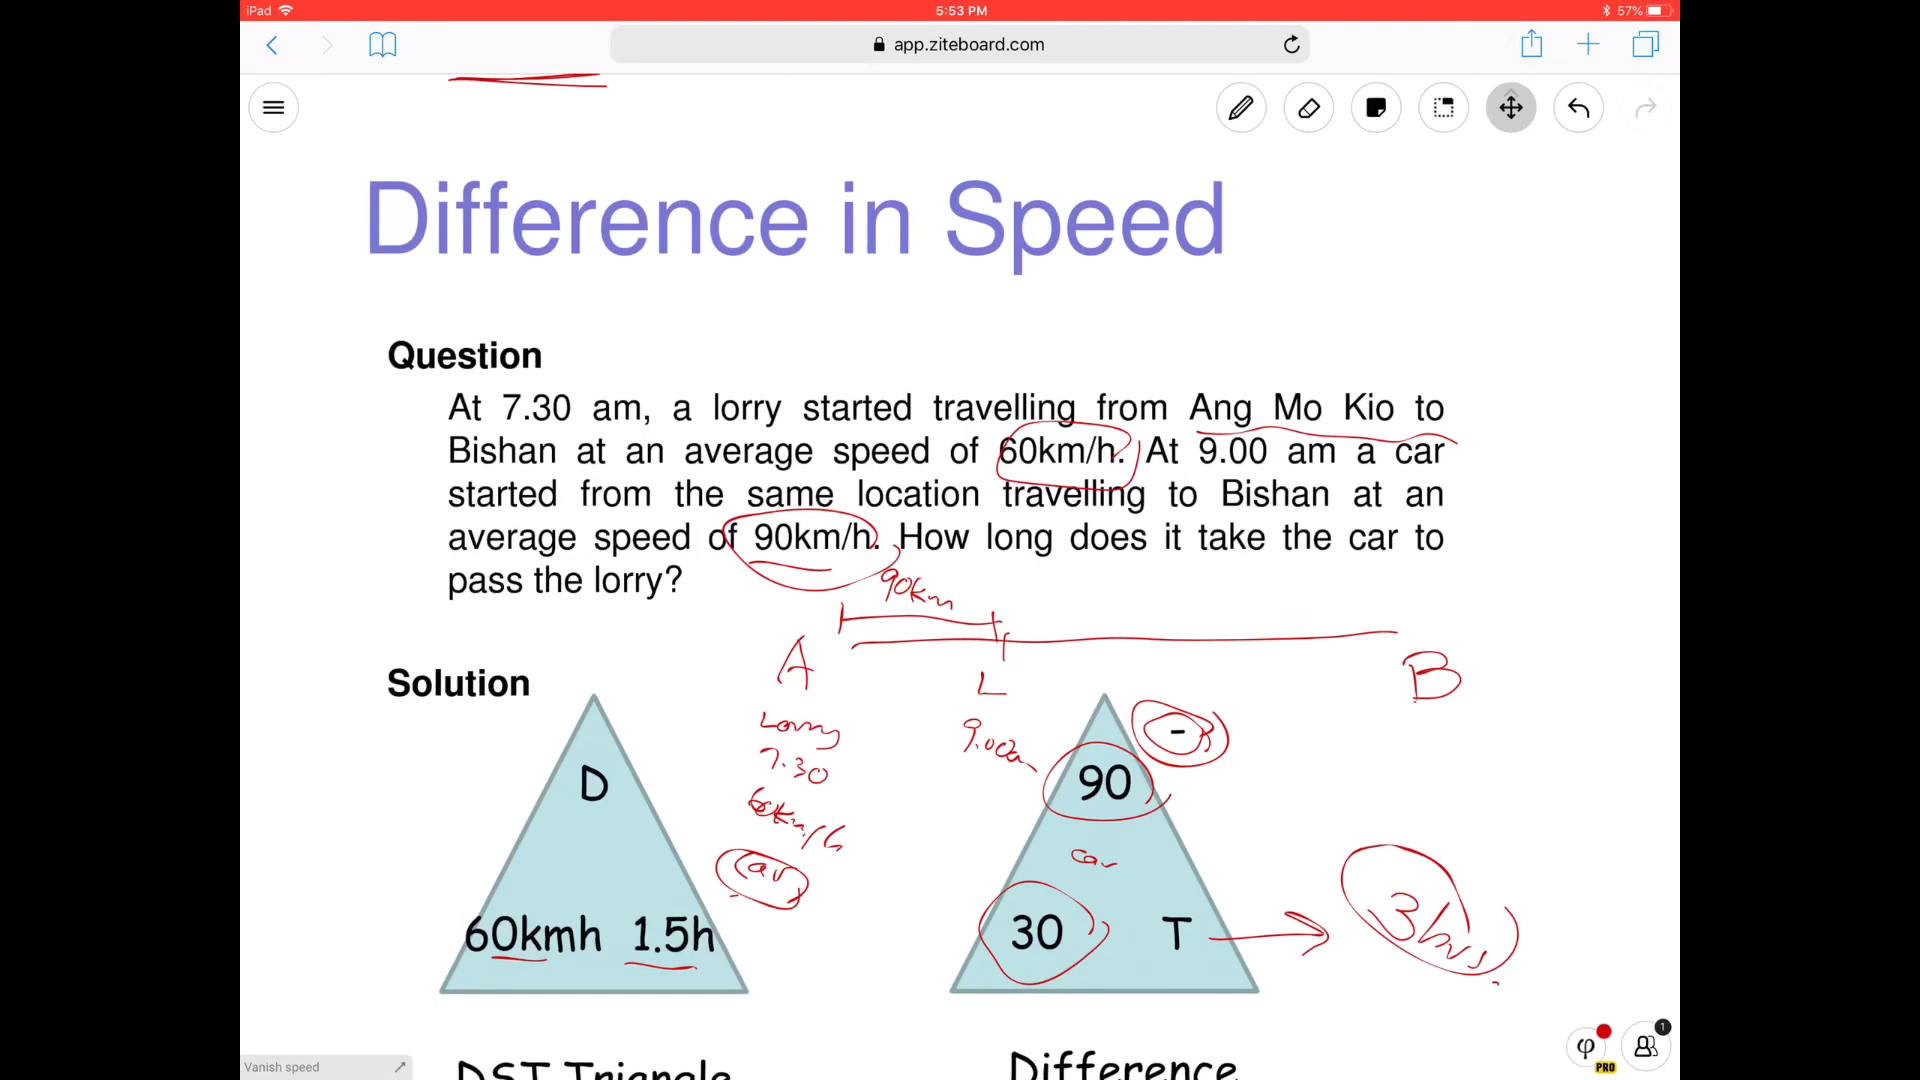 iPad 5:53 PM 57%
app.ziteboard.com
Difference in Speed
Question
At 7.30 am, a lorry started travelling from Ang Mo Kio to
Bishan at an average speed of 60km/h. At 9.00 am a car
started from the same location travelling to Bishan at an
average speed of 90km/h. How long does it take the car to
pass the lorry?
90km
A L B
Solution
Lorry
7.30
60km/h
car
9.00am
D
60kmh 1.5h
-
90
car
30 T
3hrs.
DST Triangle
Difference
Vanish speed
φ PRO
1